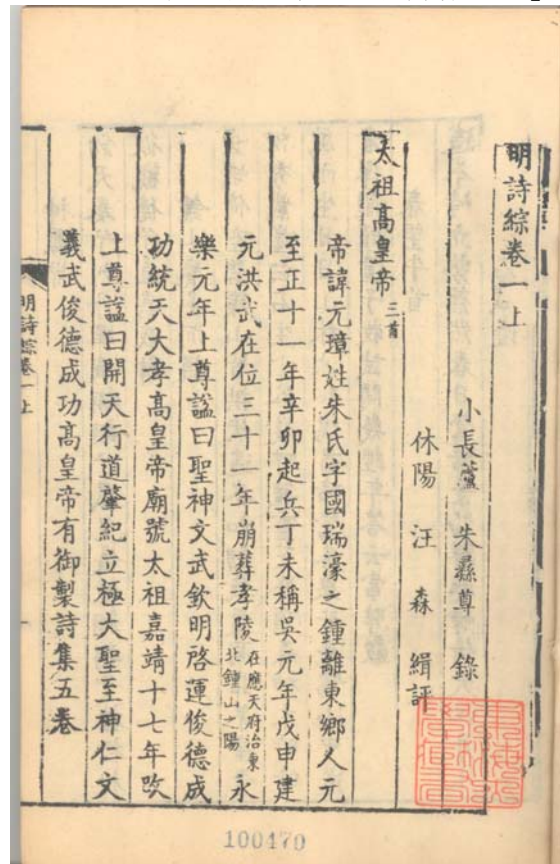 明詩綜卷一上
小長蘆 朱彝尊 錄
休陽 汪 森 緝評
太祖高皇帝三首
帝諱元璋姓朱氏字國瑞濠之鍾離東鄉人元
至正十一年辛卯起兵丁未稱吳元年戊申建
元洪武在位三十一年崩葬孝陵在應天府治東北鐘山之陽永
樂元年上尊謚曰聖神文武欽明啓運俊德成
功統天大孝高皇帝廟號太祖嘉靖十七年改
上尊謚曰開天行道肇紀立極大聖至神仁文
義武俊德成功高皇帝有御製詩集五卷
明詩綜卷一上
100470